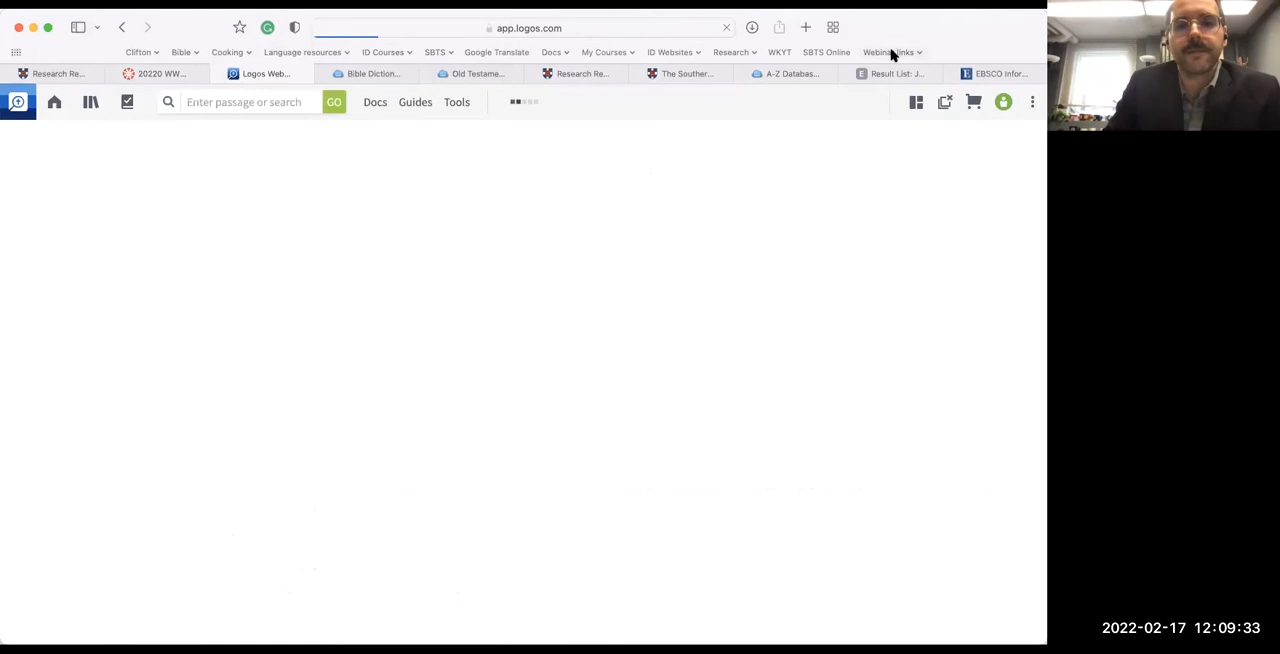 app.logos.com
Clifton Bible Cooking Language resources ID Courses SBTS Google Translate Docs My Courses ID Websites Research WKYT SBTS Online Webinar links
Research Re... 20220 WW... Logos Web... Bible Diction... Old Testame... Research Re... The Souther... A-Z Databas... Result List: J... EBSCO Infor...
Enter passage or search GO Docs Guides Tools
2022-02-17 12:09:33